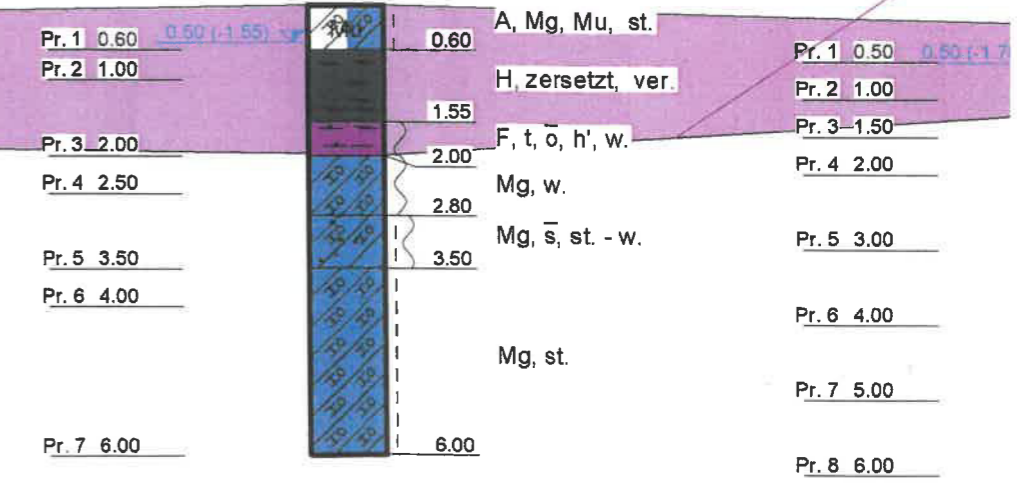 A, Mg, Mu, st.
Pr. 1 0.60
0.50 (-1.55)
0.60
Pr. 1 0.50
Pr.2 1.00
H, zersetzt, ver.
Pr. 2 1.00
1.55
Pr. 3 1.50
Pr. 3 2.00
F, t, o̅, h', w.
2.00
Pr. 4 2.00
Pr. 4 2.50
Mg, w.
2.80
Mg, s̅, st. - w.
Pr. 5 3.00
Pr. 5 3.50
3.50
Pr. 6 4.00
Pr. 6 4.00
Mg, st.
Pr. 7 5.00
Pr. 7 6.00
6.00
Pr. 8 6.00